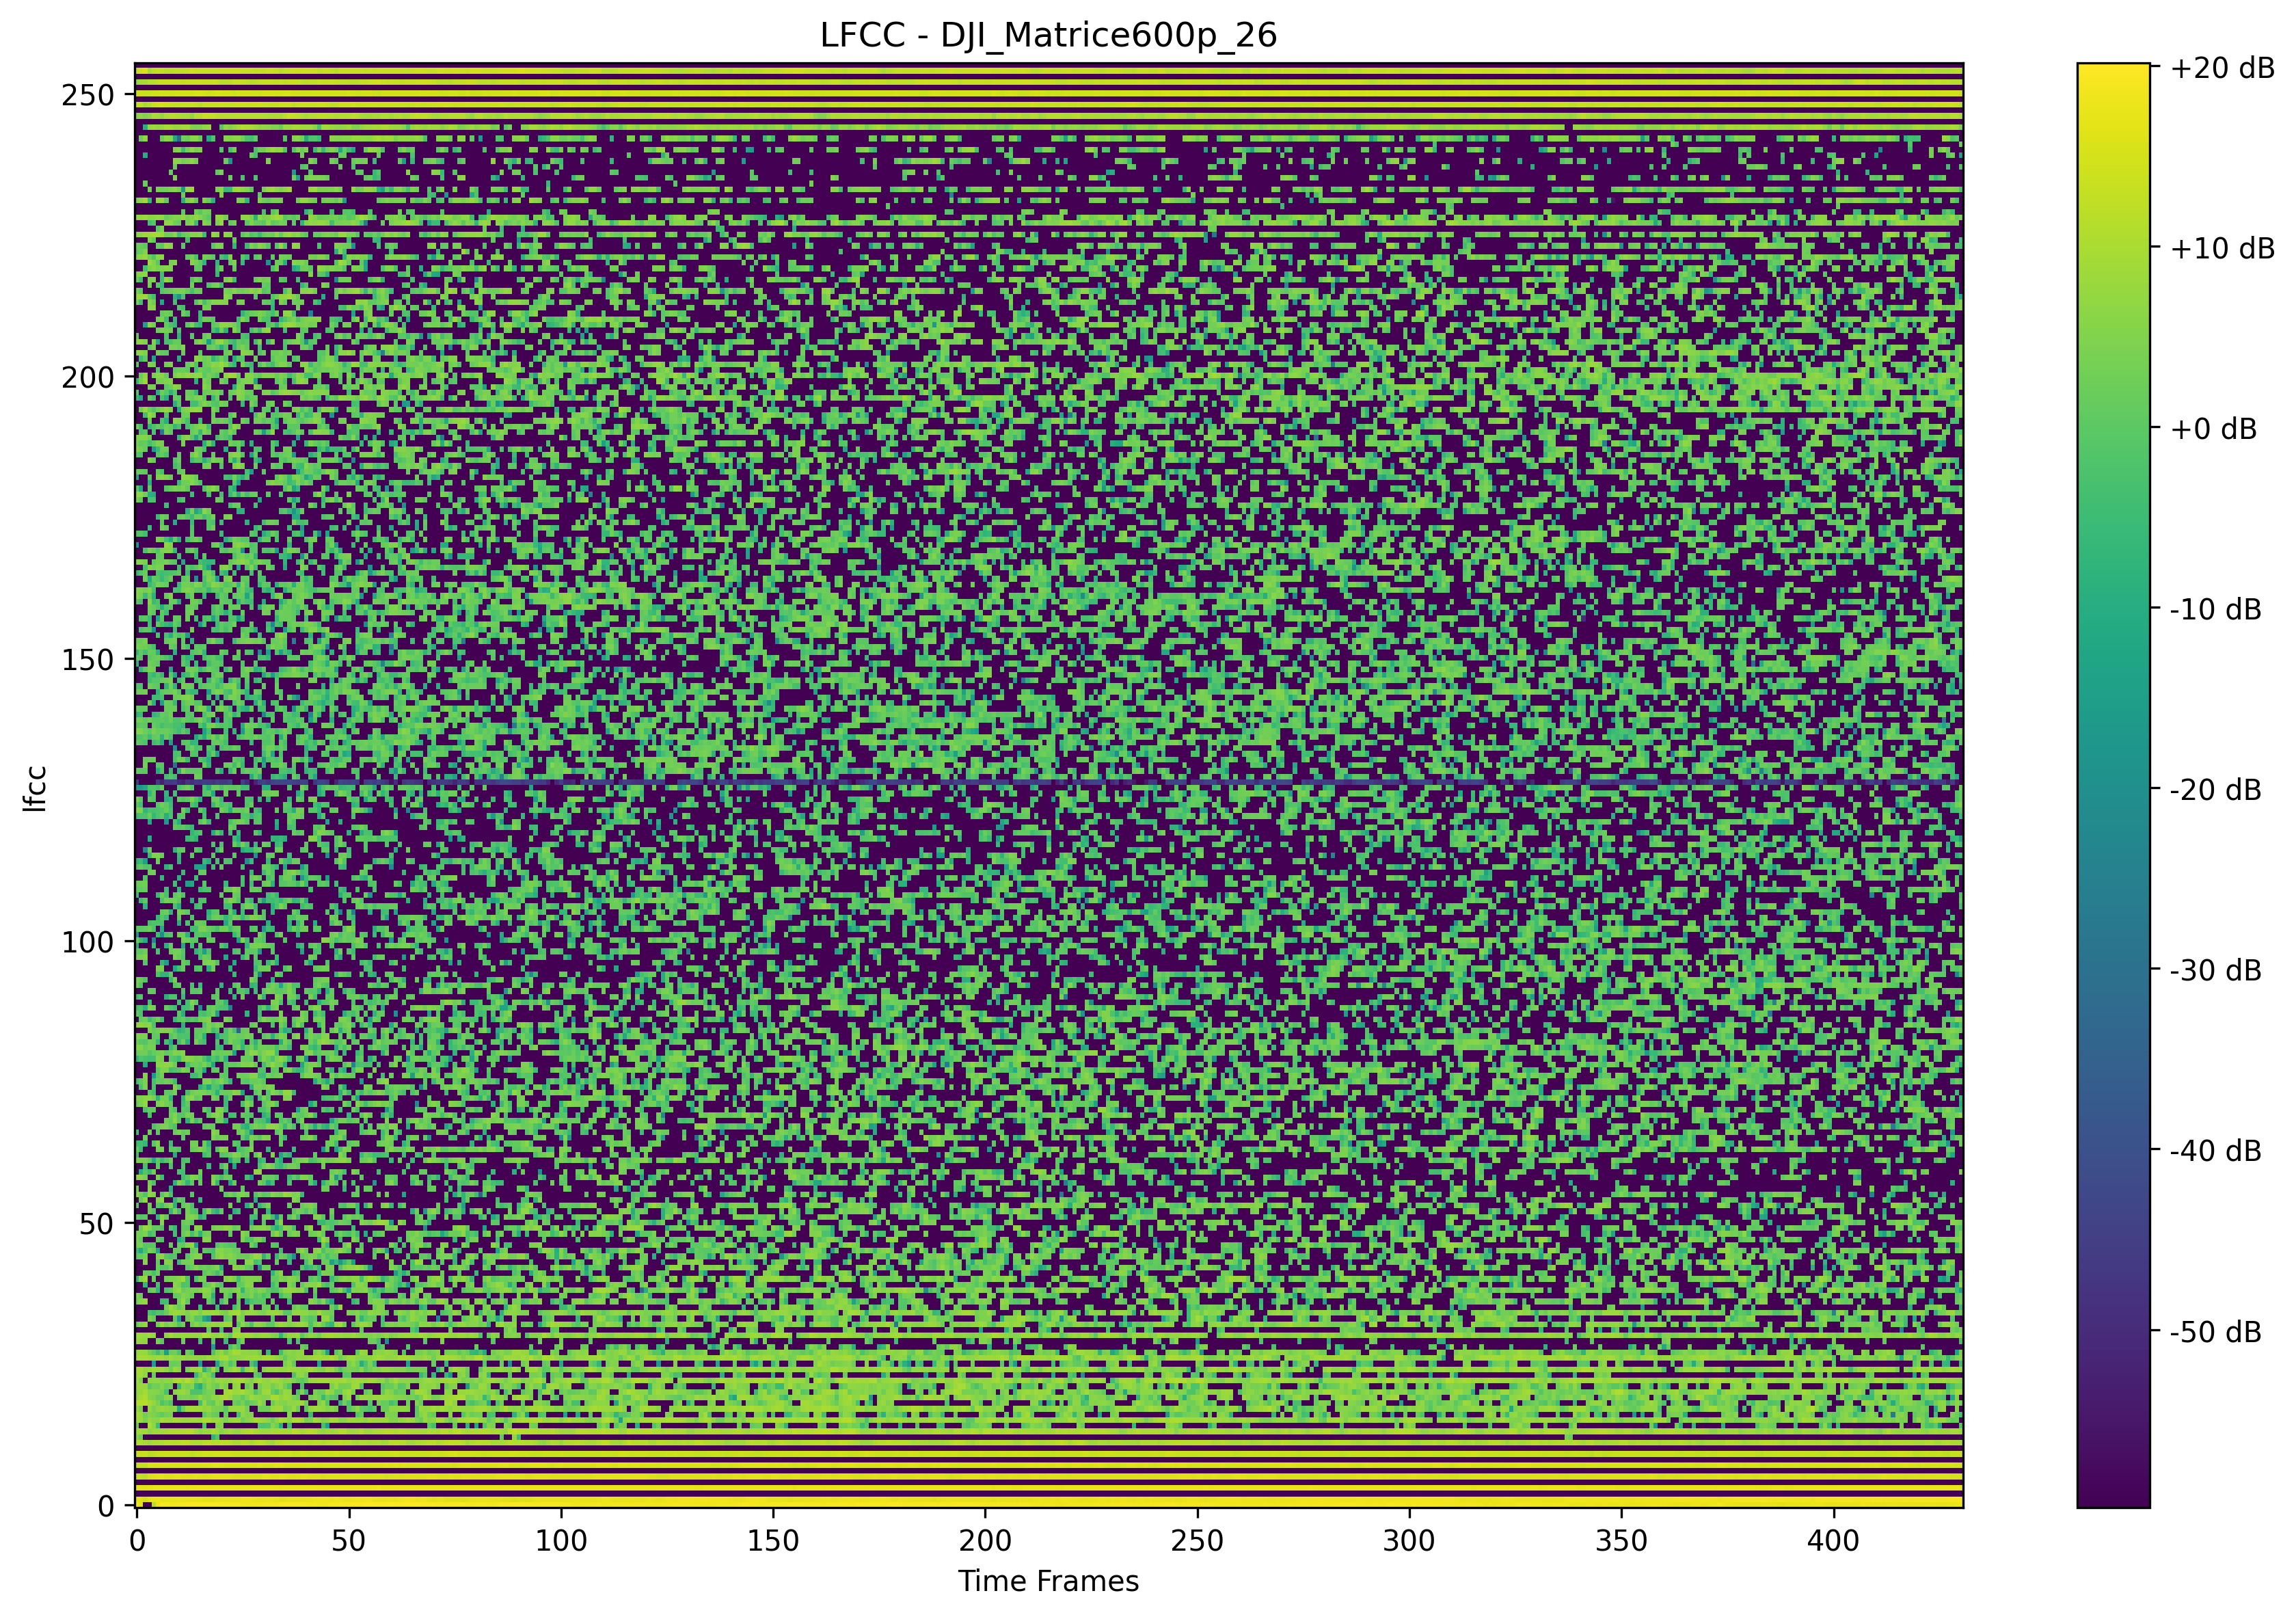 LFCC - DJI_Matrice600p_26
250
200
150
100
50
0
lfcc
0 50 100 150 200 250 300 350 400
Time Frames
+20 dB
+10 dB
+0 dB
-10 dB
-20 dB
-30 dB
-40 dB
-50 dB